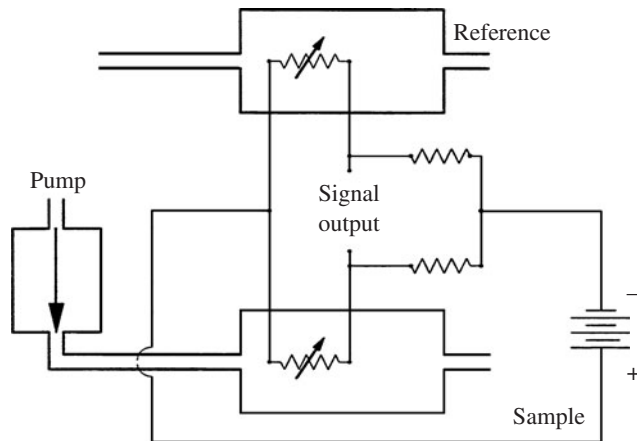 Reference
Pump
Signal
output
−
+
Sample